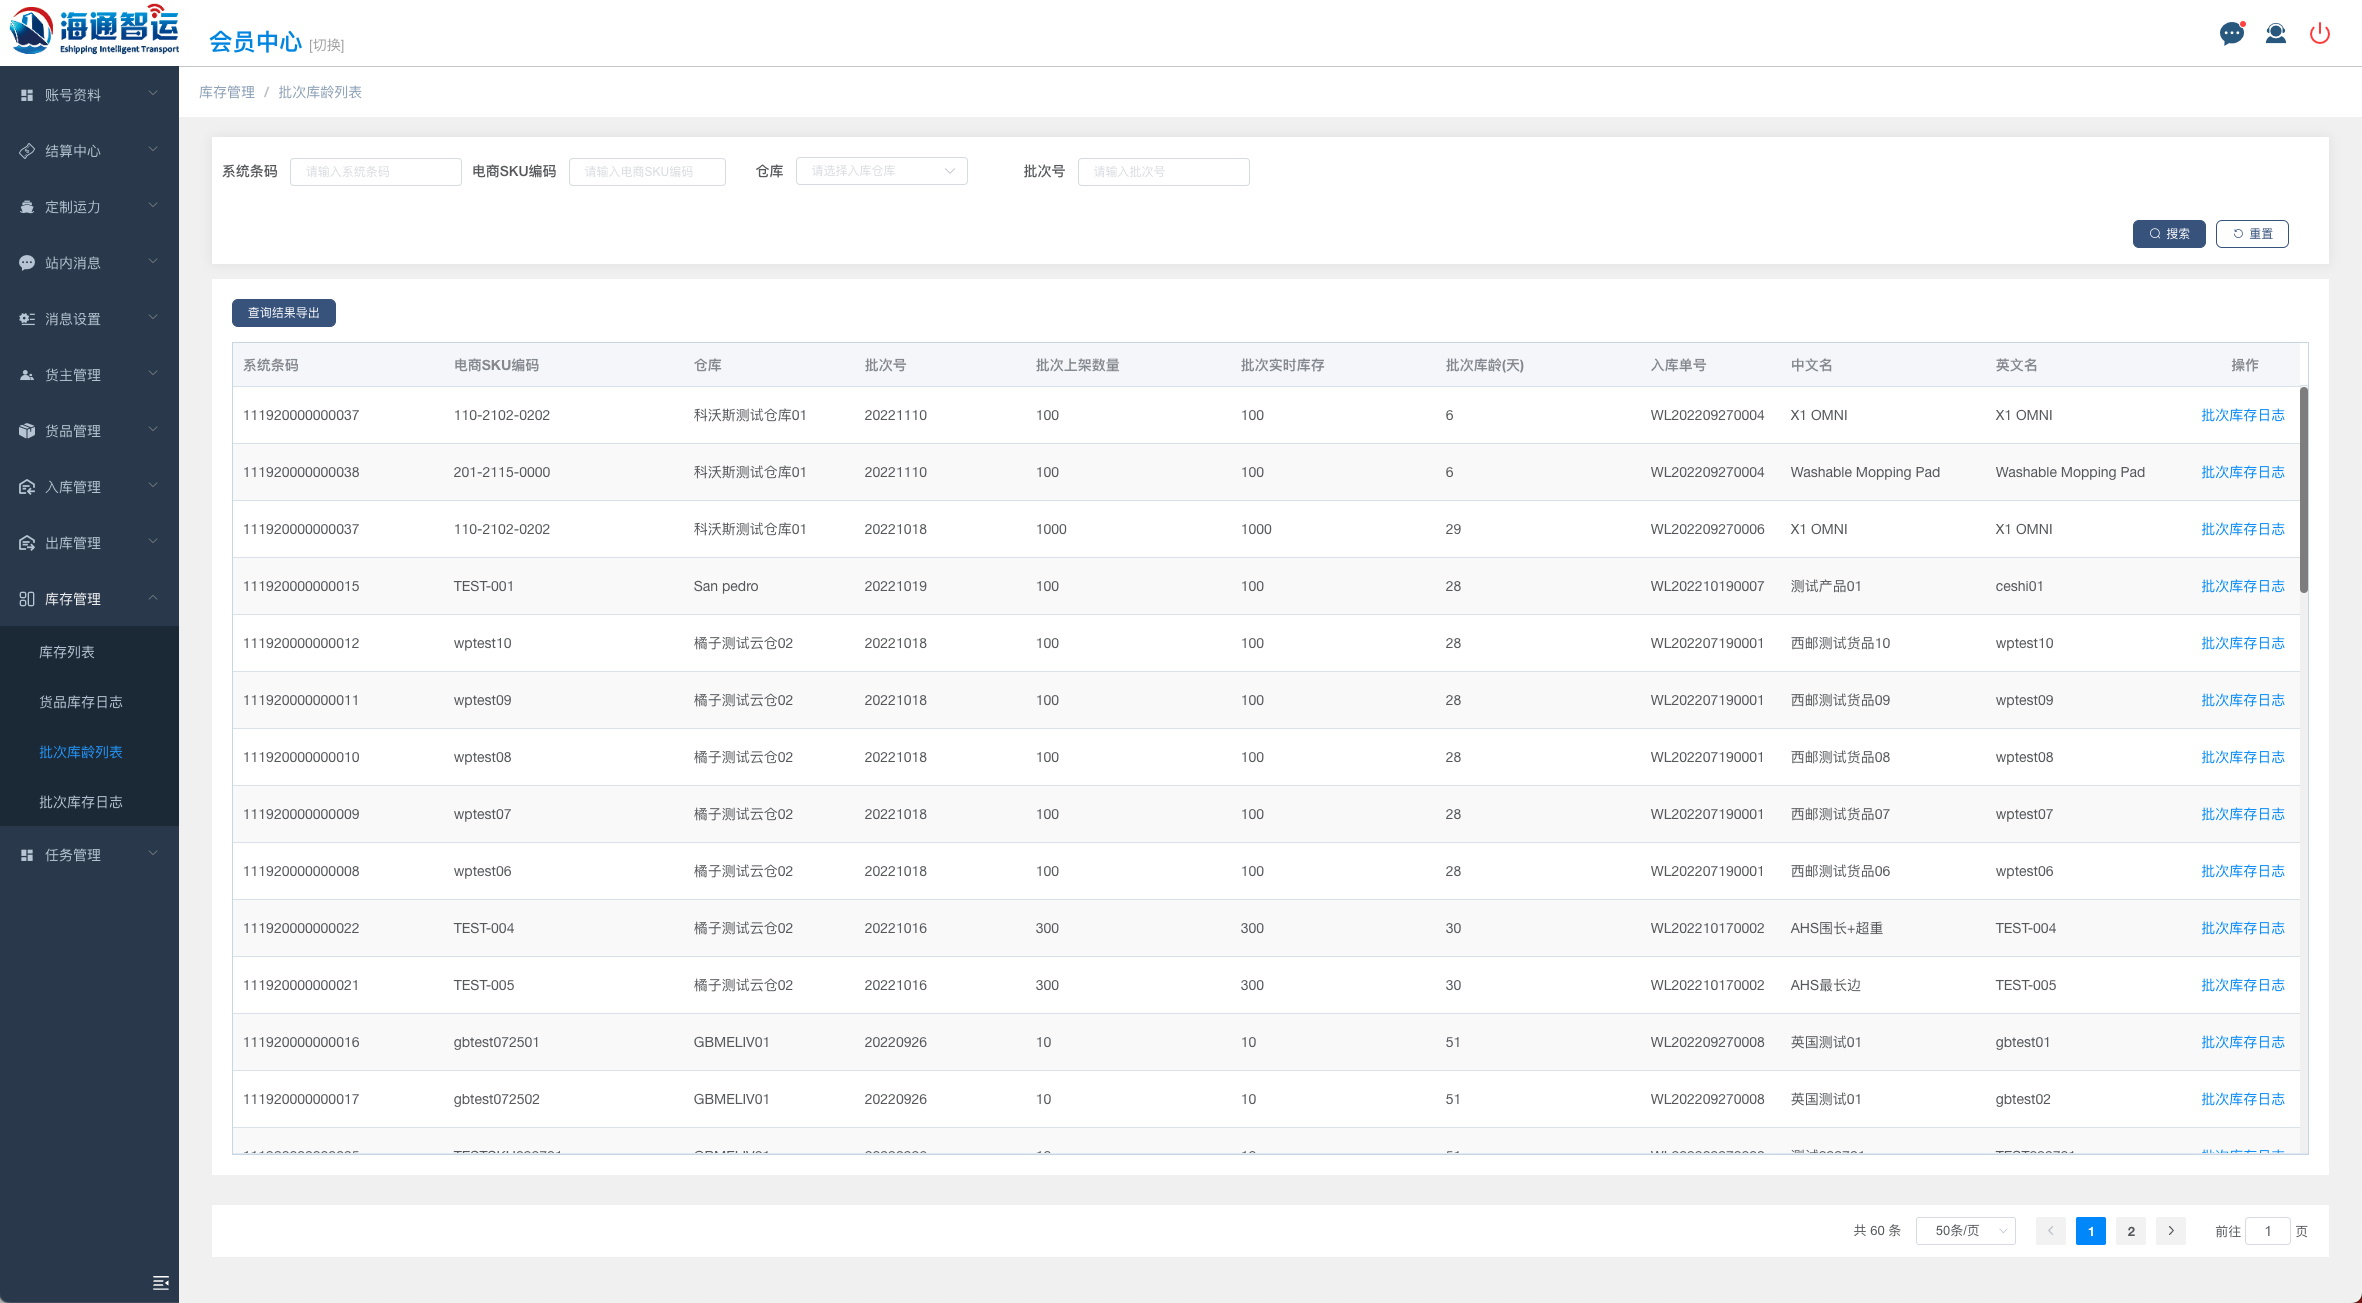 海通智运
Eshipping Intelligent Transport
会员中心 [切换]
账号资料
结算中心
定制运力
站内消息
消息设置
货主管理
货品管理
入库管理
出库管理
库存管理
库存列表
货品库存日志
批次库龄列表
批次库存日志
任务管理
库存管理 / 批次库龄列表
系统条码 请输入系统条码 电商SKU编码 请输入电商SKU编码 仓库 请选择入库仓库 批次号 请输入批次号
搜索 重置
查询结果导出
系统条码 电商SKU编码 仓库 批次号 批次上架数量 批次实时库存 批次库龄(天) 入库单号 中文名 英文名 操作
111920000000037 110-2102-0202 科沃斯测试仓库01 20221110 100 100 6 WL202209270004 X1 OMNI X1 OMNI 批次库存日志
111920000000038 201-2115-0000 科沃斯测试仓库01 20221110 100 100 6 WL202209270004 Washable Mopping Pad Washable Mopping Pad 批次库存日志
111920000000037 110-2102-0202 科沃斯测试仓库01 20221018 1000 1000 29 WL202209270006 X1 OMNI X1 OMNI 批次库存日志
111920000000015 TEST-001 San pedro 20221019 100 100 28 WL202210190007 测试产品01 ceshi01 批次库存日志
111920000000012 wptest10 橘子测试云仓02 20221018 100 100 28 WL202207190001 西邮测试货品10 wptest10 批次库存日志
111920000000011 wptest09 橘子测试云仓02 20221018 100 100 28 WL202207190001 西邮测试货品09 wptest09 批次库存日志
111920000000010 wptest08 橘子测试云仓02 20221018 100 100 28 WL202207190001 西邮测试货品08 wptest08 批次库存日志
111920000000009 wptest07 橘子测试云仓02 20221018 100 100 28 WL202207190001 西邮测试货品07 wptest07 批次库存日志
111920000000008 wptest06 橘子测试云仓02 20221018 100 100 28 WL202207190001 西邮测试货品06 wptest06 批次库存日志
111920000000022 TEST-004 橘子测试云仓02 20221016 300 300 30 WL202210170002 AHS围长+超重 TEST-004 批次库存日志
111920000000021 TEST-005 橘子测试云仓02 20221016 300 300 30 WL202210170002 AHS最长边 TEST-005 批次库存日志
111920000000016 gbtest072501 GBMELIV01 20220926 10 10 51 WL202209270008 英国测试01 gbtest01 批次库存日志
111920000000017 gbtest072502 GBMELIV01 20220926 10 10 51 WL202209270008 英国测试01 gbtest02 批次库存日志
共 60 条 50条/页 1 2 前往 1 页